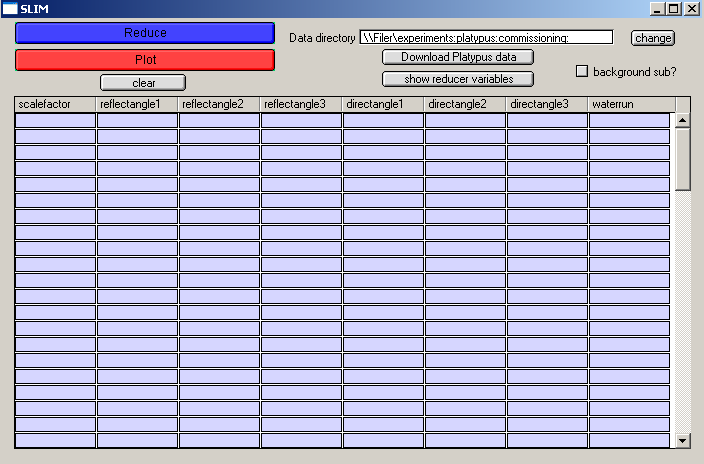 SLIM
Reduce
Data directory \\Filer\experiments:platypus:commissioning: change
Plot
Download Platypus data
clear
show reducer variables
background sub?
scalefactor reflectangle1 reflectangle2 reflectangle3 directangle1 directangle2 directangle3 waterrun